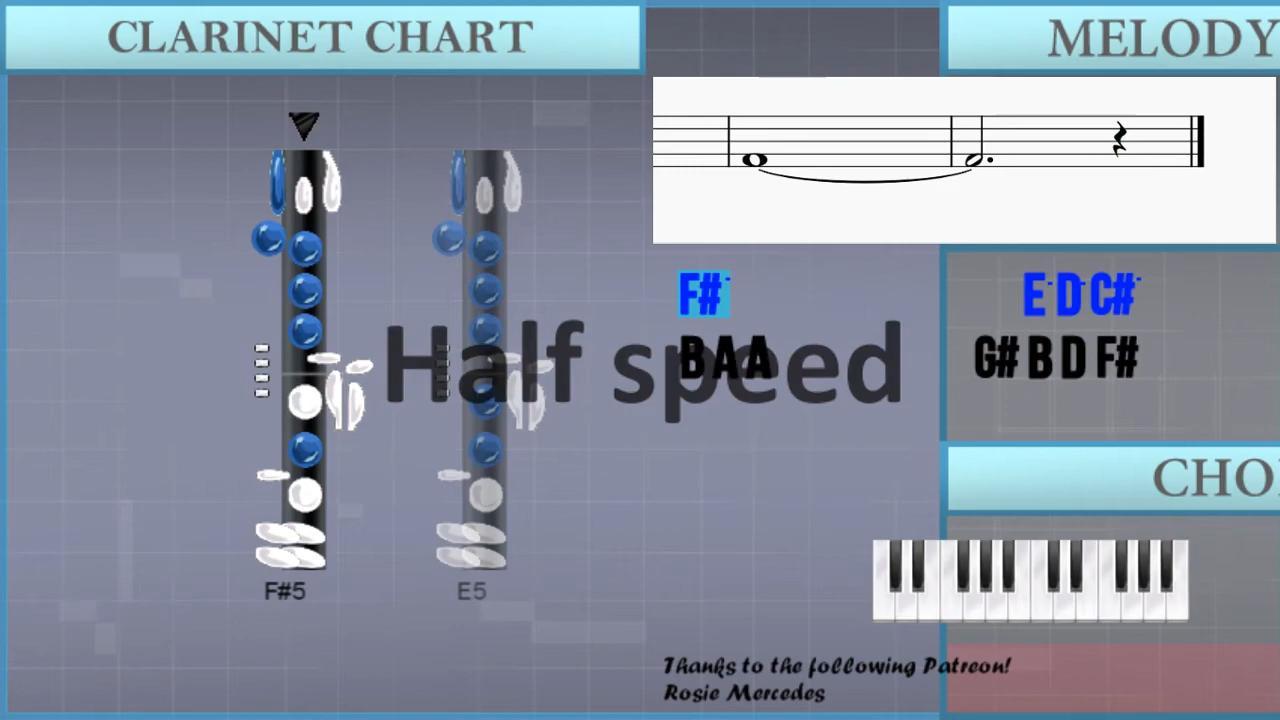 CLARINET CHART
MELODY
F#-
E-D-C#-
BAA
G# B D F#
Half speed
CHO
F#5
E5
Thanks to the following Patreon!
Rosie Mercedes